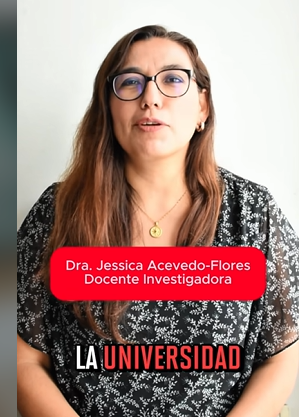 Dra. Jessica Acevedo-Flores
Docente Investigadora
LA UNIVERSIDAD